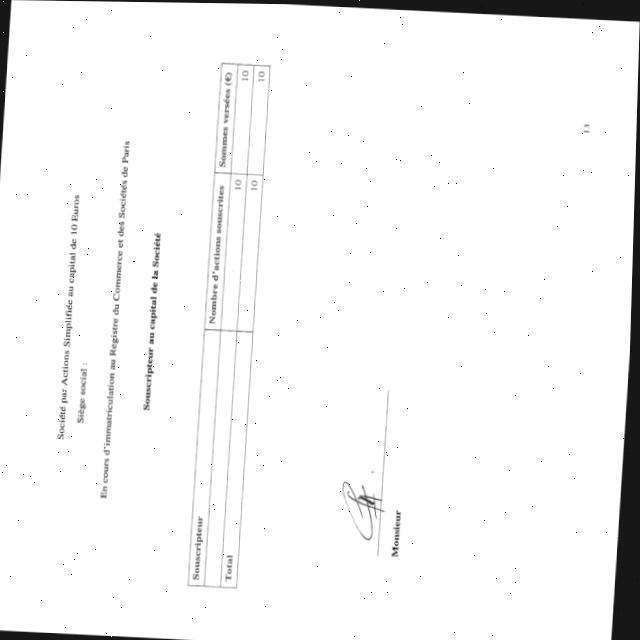 Société par Actions Simplifiée au capital de 10 Euros
Siège social :
En cours d'immatriculation au Registre du Commerce et des Sociétés de Paris
Souscripteur au capital de la Société
Souscripteur Nombre d'actions souscrites Sommes versées (€)
10 10
Total 10 10
Monsieur
13